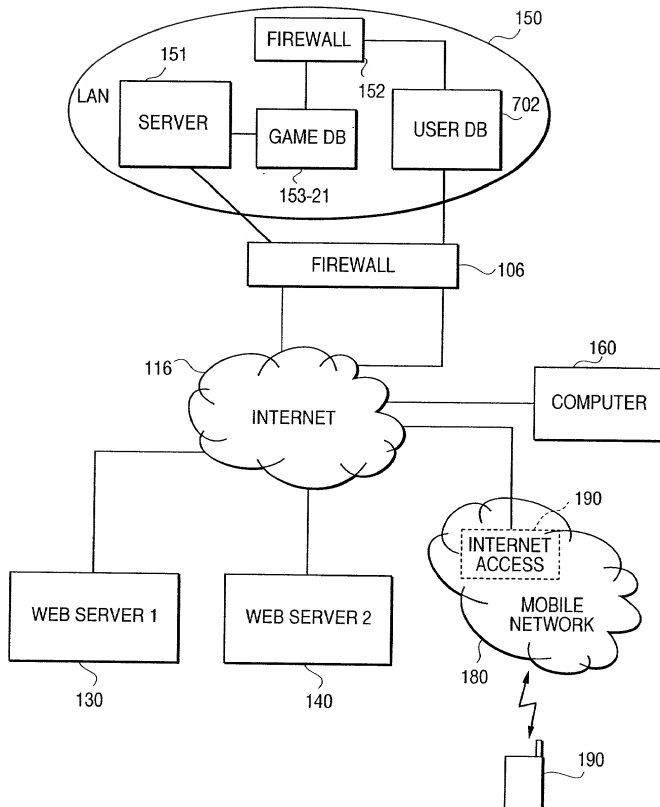 150
FIREWALL
151
152
LAN
702
SERVER
GAME DB
USER DB
153-21
FIREWALL
106
116
160
INTERNET
COMPUTER
190
INTERNET
ACCESS
WEB SERVER 1
WEB SERVER 2
MOBILE
NETWORK
130
140
180
190